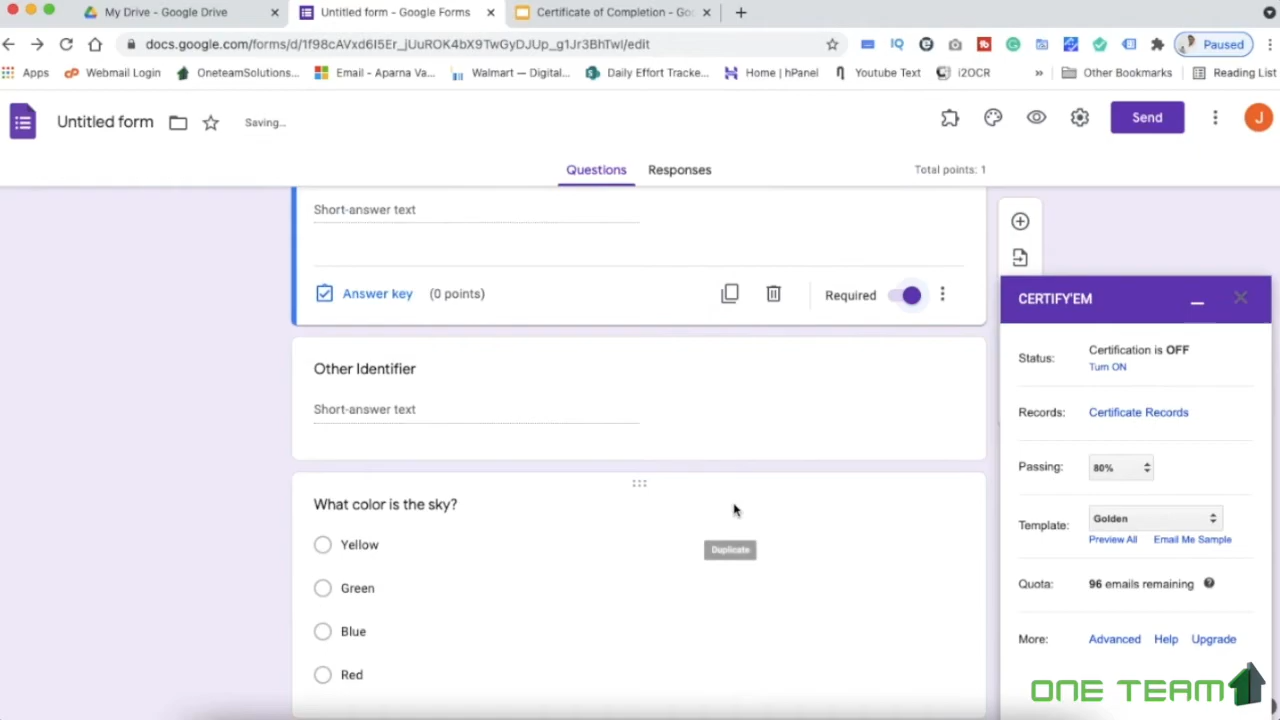 My Drive - Google Drive
Untitled form - Google Forms
Certificate of Completion - Go
docs.google.com/forms/d/1f98cAVxdGI5Er_jUuROK4bX9TwGyDJUp_g1Jr3BhTwI/edit
Paused
Apps
Webmail Login
OneteamSolutions...
Email - Aparna Va...
Walmart — Digital...
Daily Effort Tracke...
Home | hPanel
Youtube Text
i2OCR
»
Other Bookmarks
Reading List
Untitled form
Saving...
Send
J
Questions
Responses
Total points: 1
Short-answer text
Answer key
(0 points)
Required
Other Identifier
Short-answer text
What color is the sky?
Duplicate
Yellow
Green
Blue
Red
CERTIFY'EM
Status:
Certification is OFF
Turn ON
Records:
Certificate Records
Passing:
80%
Template:
Golden
Preview All
Email Me Sample
Quota:
96 emails remaining
More:
Advanced
Help
Upgrade
ONE TEAM